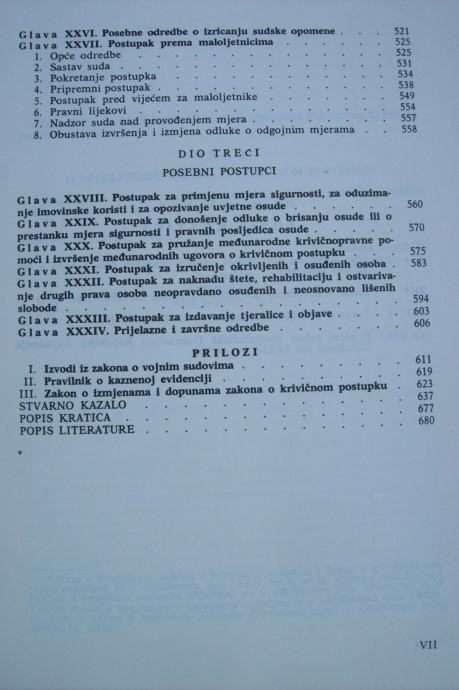 Glava XXVI. Posebne odredbe o izricanju sudske opomene . . . 521
Glava XXVII. Postupak prema maloljetnicima . . . . . . 525
1. Opće odredbe . . . . . . . . . . . . 525
2. Sastav suda . . . . . . . . . . . . 531
3. Pokretanje postupka . . . . . . . . . . 534
4. Pripremni postupak . . . . . . . . . . 538
5. Postupak pred vijećem za maloljetnike . . . . . . 549
6. Pravni lijekovi . . . . . . . . . . . 554
7. Nadzor suda nad provođenjem mjera . . . . . . 557
8. Obustava izvršenja i izmjena odluke o odgojnim mjerama . . 558
DIO TREĆI
POSEBNI POSTUPCI
Glava XXVIII. Postupak za primjenu mjera sigurnosti, za oduzima-
nje imovinske koristi i za opozivanje uvjetne osude . . . . 560
Glava XXIX. Postupak za donošenje odluke o brisanju osude ili o
prestanku mjera sigurnosti i pravnih posljedica osude . . . . 570
Glava XXX. Postupak za pružanje međunarodne krivičnopravne po-
moći i izvršenje međunarodnih ugovora o krivičnom postupku . . 575
Glava XXXI. Postupak za izručenje okrivljenih i osuđenih osoba . 583
Glava XXXII. Postupak za naknadu štete, rehabilitaciju i ostvariva-
nje drugih prava osoba neopravdano osuđenih i neosnovano lišenih
slobode . . . . . . . . . . . . . . 594
Glava XXXIII. Postupak za izdavanje tjeralice i objave . . . 603
Glava XXXIV. Prijelazne i završne odredbe . . . . . . 606
PRILOZI
I. Izvodi iz zakona o vojnim sudovima . . . . . . . 611
II. Pravilnik o kaznenoj evidenciji . . . . . . . . 619
III. Zakon o izmjenama i dopunama zakona o krivičnom postupku . 623
STVARNO KAZALO . . . . . . . . . . . 637
POPIS KRATICA . . . . . . . . . . . . 677
POPIS LITERATURE . . . . . . . . . . . 680
VII